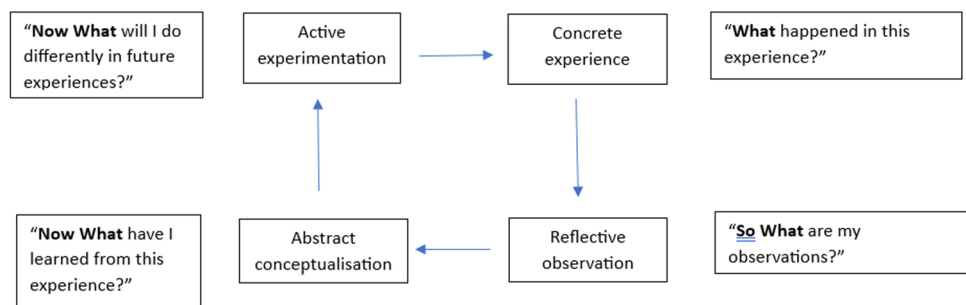 “Now What will I do
differently in future
experiences?”
Active
experimentation
Concrete
experience
“What happened in this
experience?”
“Now What have I
learned from this
experience?”
Abstract
conceptualisation
Reflective
observation
“So What are my
observations?”